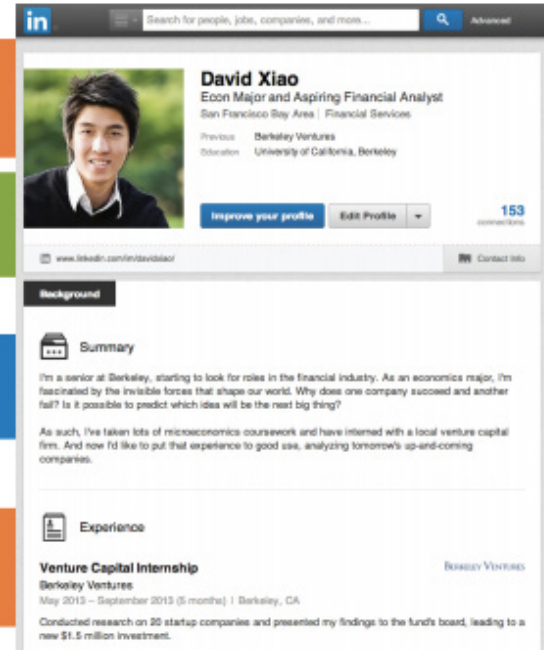 in
Search for people, jobs, companies, and more...
Advanced
David Xiao
Econ Major and Aspiring Financial Analyst
San Francisco Bay Area | Financial Services
Previous Berkeley Ventures
Education University of California, Berkeley
Improve your profile
Edit Profile
153
connections
www.linkedin.com/in/davidxiao/
Contact Info
Background
Summary
I'm a senior at Berkeley, starting to look for roles in the financial industry. As an economics major, I'm
fascinated by the invisible forces that shape our world. Why does one company succeed and another
fail? Is it possible to predict which idea will be the next big thing?
As such, I've taken lots of microeconomics coursework and have interned with a local venture capital
firm. And now I'd like to put that experience to good use, analyzing tomorrow's up-and-coming
companies.
Experience
Venture Capital Internship
BERKELEY VENTURES
Berkeley Ventures
May 2013 – September 2013 (5 months) | Berkeley, CA
Conducted research on 20 startup companies and presented my findings to the fund's board, leading to a
new $1.5 million investment.